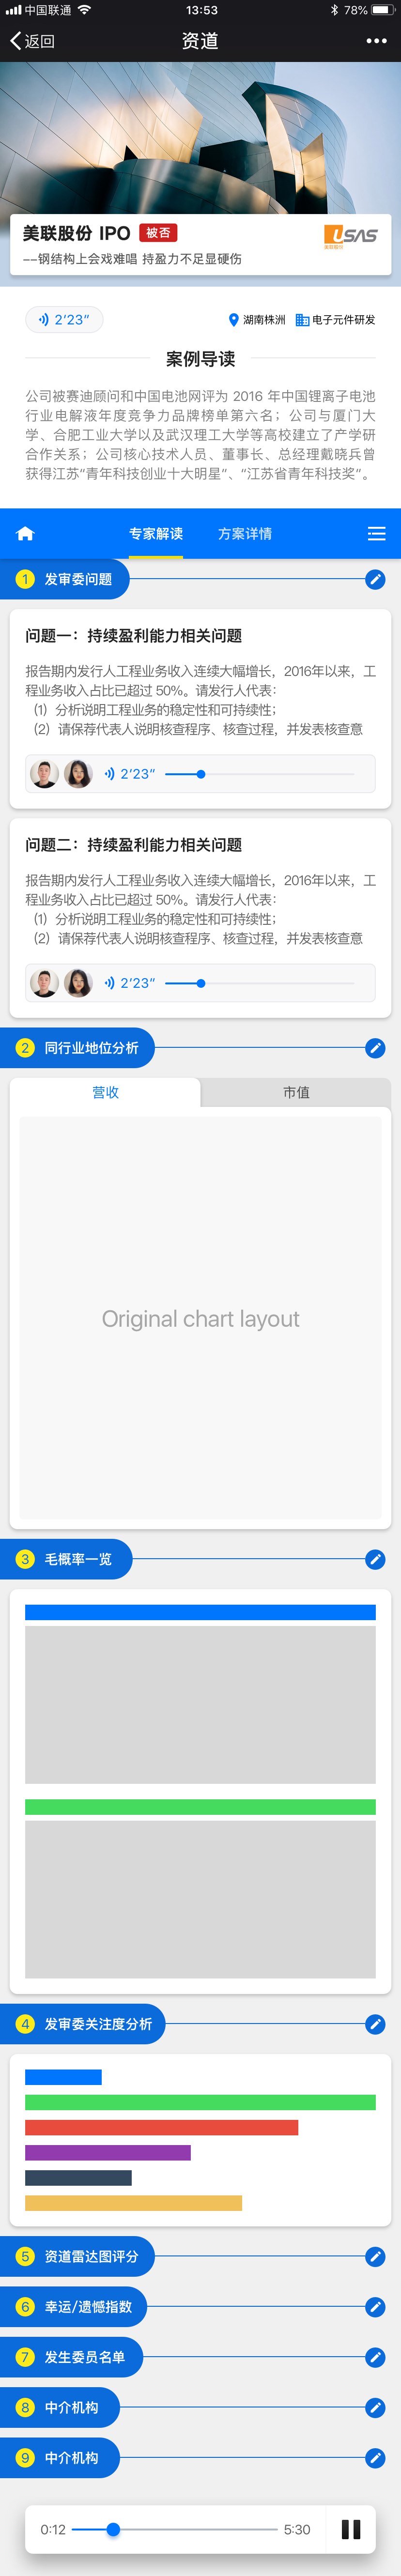 中国联通
13:53
78%
返回
资道
美联股份 IPO 被否
USAS
美联股份
--钢结构上会戏难唱 持盈力不足显硬伤
2‘23“
湖南株洲
电子元件研发
案例导读
公司被赛迪顾问和中国电池网评为 2016 年中国锂离子电池
行业电解液年度竞争力品牌榜单第六名；公司与厦门大
学、合肥工业大学以及武汉理工大学等高校建立了产学研
合作关系；公司核心技术人员、董事长、总经理戴晓兵曾
获得江苏“青年科技创业十大明星”、“江苏省青年科技奖”。
专家解读
方案详情
1 发审委问题
问题一：持续盈利能力相关问题
报告期内发行人工程业务收入连续大幅增长，2016年以来，工
程业务收入占比已超过 50%。请发行人代表：
（1）分析说明工程业务的稳定性和可持续性；
（2）请保荐代表人说明核查程序、核查过程，并发表核查意
2‘23”
问题二：持续盈利能力相关问题
报告期内发行人工程业务收入连续大幅增长，2016年以来，工
程业务收入占比已超过 50%。请发行人代表：
（1）分析说明工程业务的稳定性和可持续性；
（2）请保荐代表人说明核查程序、核查过程，并发表核查意
2‘23”
2 同行业地位分析
营收
市值
Original chart layout
3 毛概率一览
4 发审委关注度分析
5 资道雷达图评分
6 幸运/遗憾指数
7 发生委员名单
8 中介机构
9 中介机构
0:12
5:30